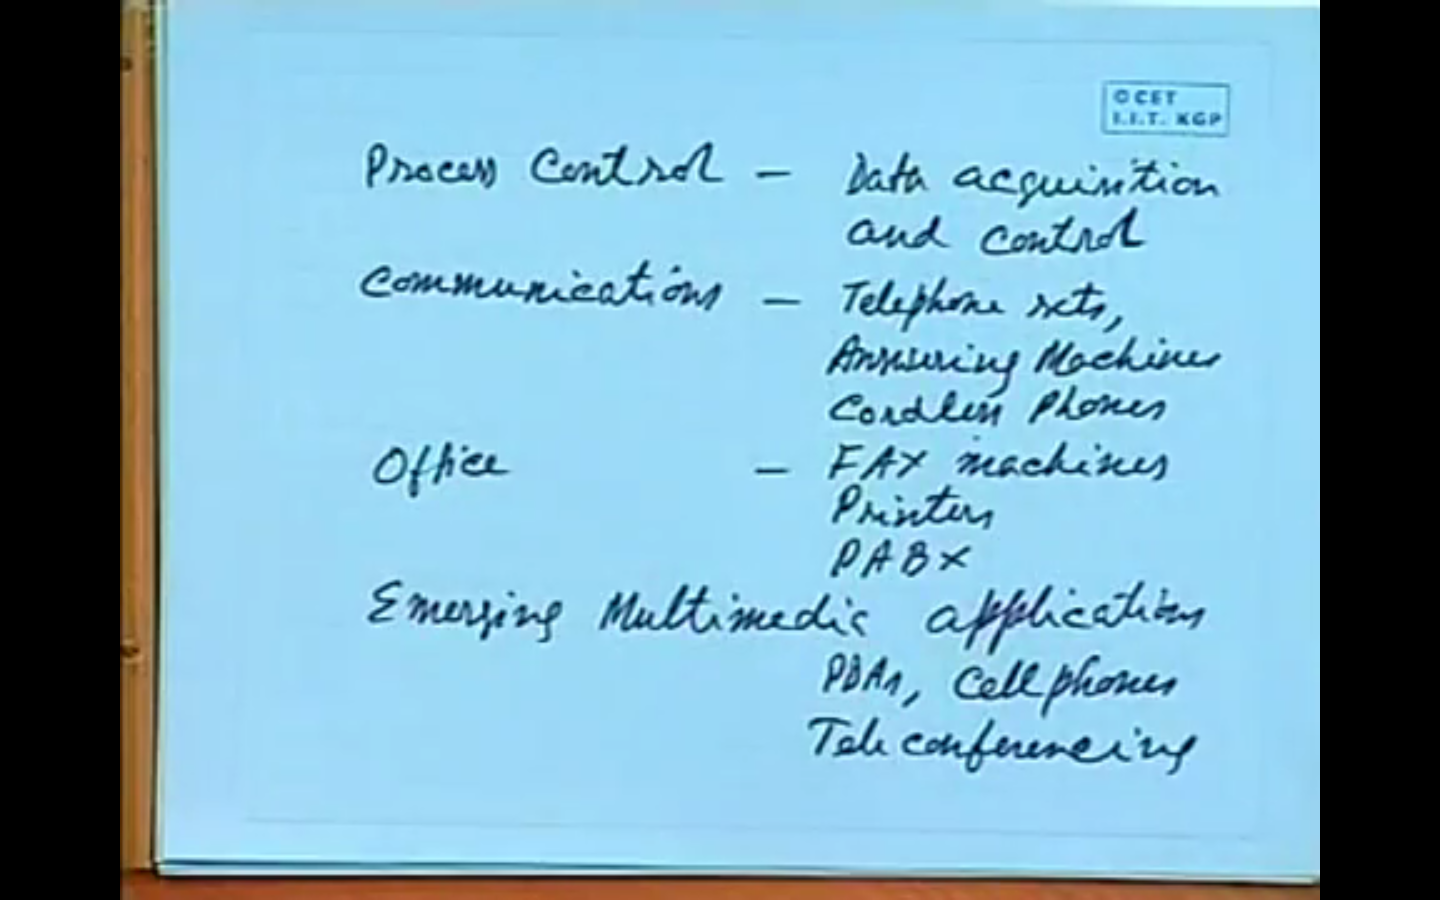 © CET
I.I.T. KGP
Process Control — Data acquisition
and control
Communications — Telephone sets,
Answering Machines
Cordless Phones
Office — FAX machines
Printers
PABX
Emerging Multimedia applications
PDAs, Cell phones
Teleconferencing